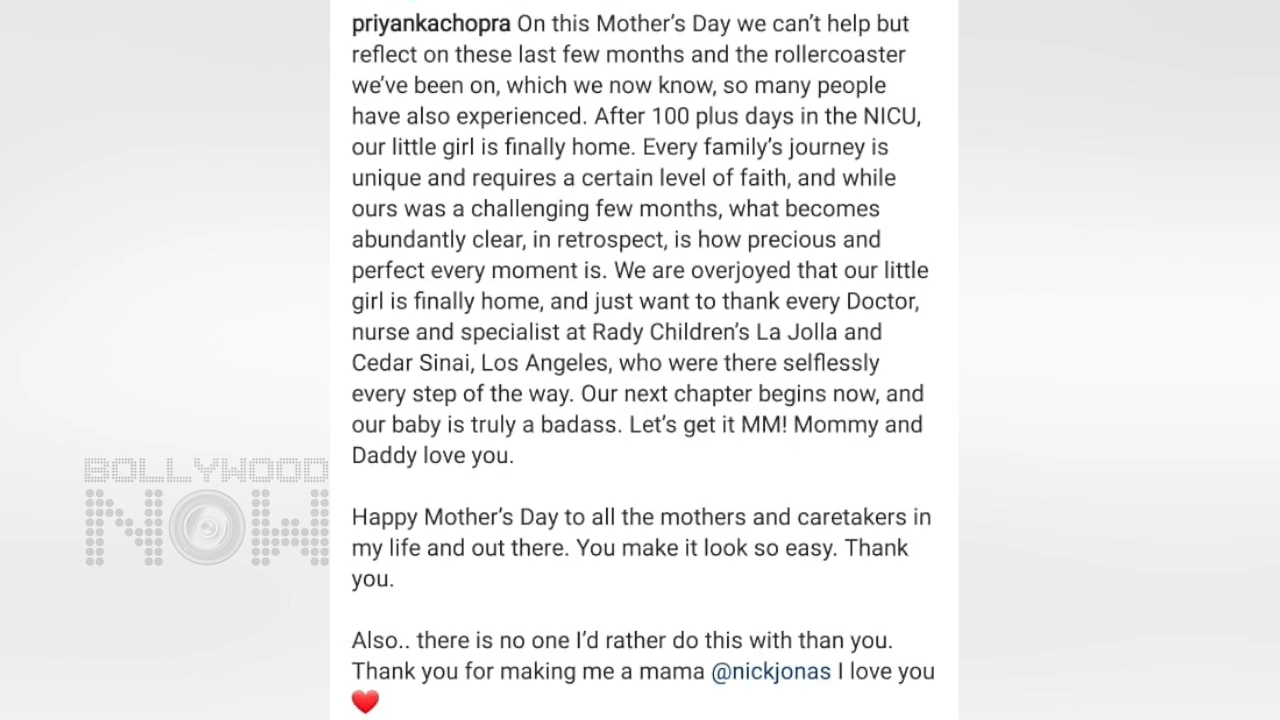 priyankachopra On this Mother's Day we can't help but
reflect on these last few months and the rollercoaster
we've been on, which we now know, so many people
have also experienced. After 100 plus days in the NICU,
our little girl is finally home. Every family's journey is
unique and requires a certain level of faith, and while
ours was a challenging few months, what becomes
abundantly clear, in retrospect, is how precious and
perfect every moment is. We are overjoyed that our little
girl is finally home, and just want to thank every Doctor,
nurse and specialist at Rady Children's La Jolla and
Cedar Sinai, Los Angeles, who were there selflessly
every step of the way. Our next chapter begins now, and
our baby is truly a badass. Let's get it MM! Mommy and
Daddy love you.
Happy Mother's Day to all the mothers and caretakers in
my life and out there. You make it look so easy. Thank
you.
Also.. there is no one I'd rather do this with than you.
Thank you for making me a mama @nickjonas I love you
❤️
BOLLYWOOD
NOW